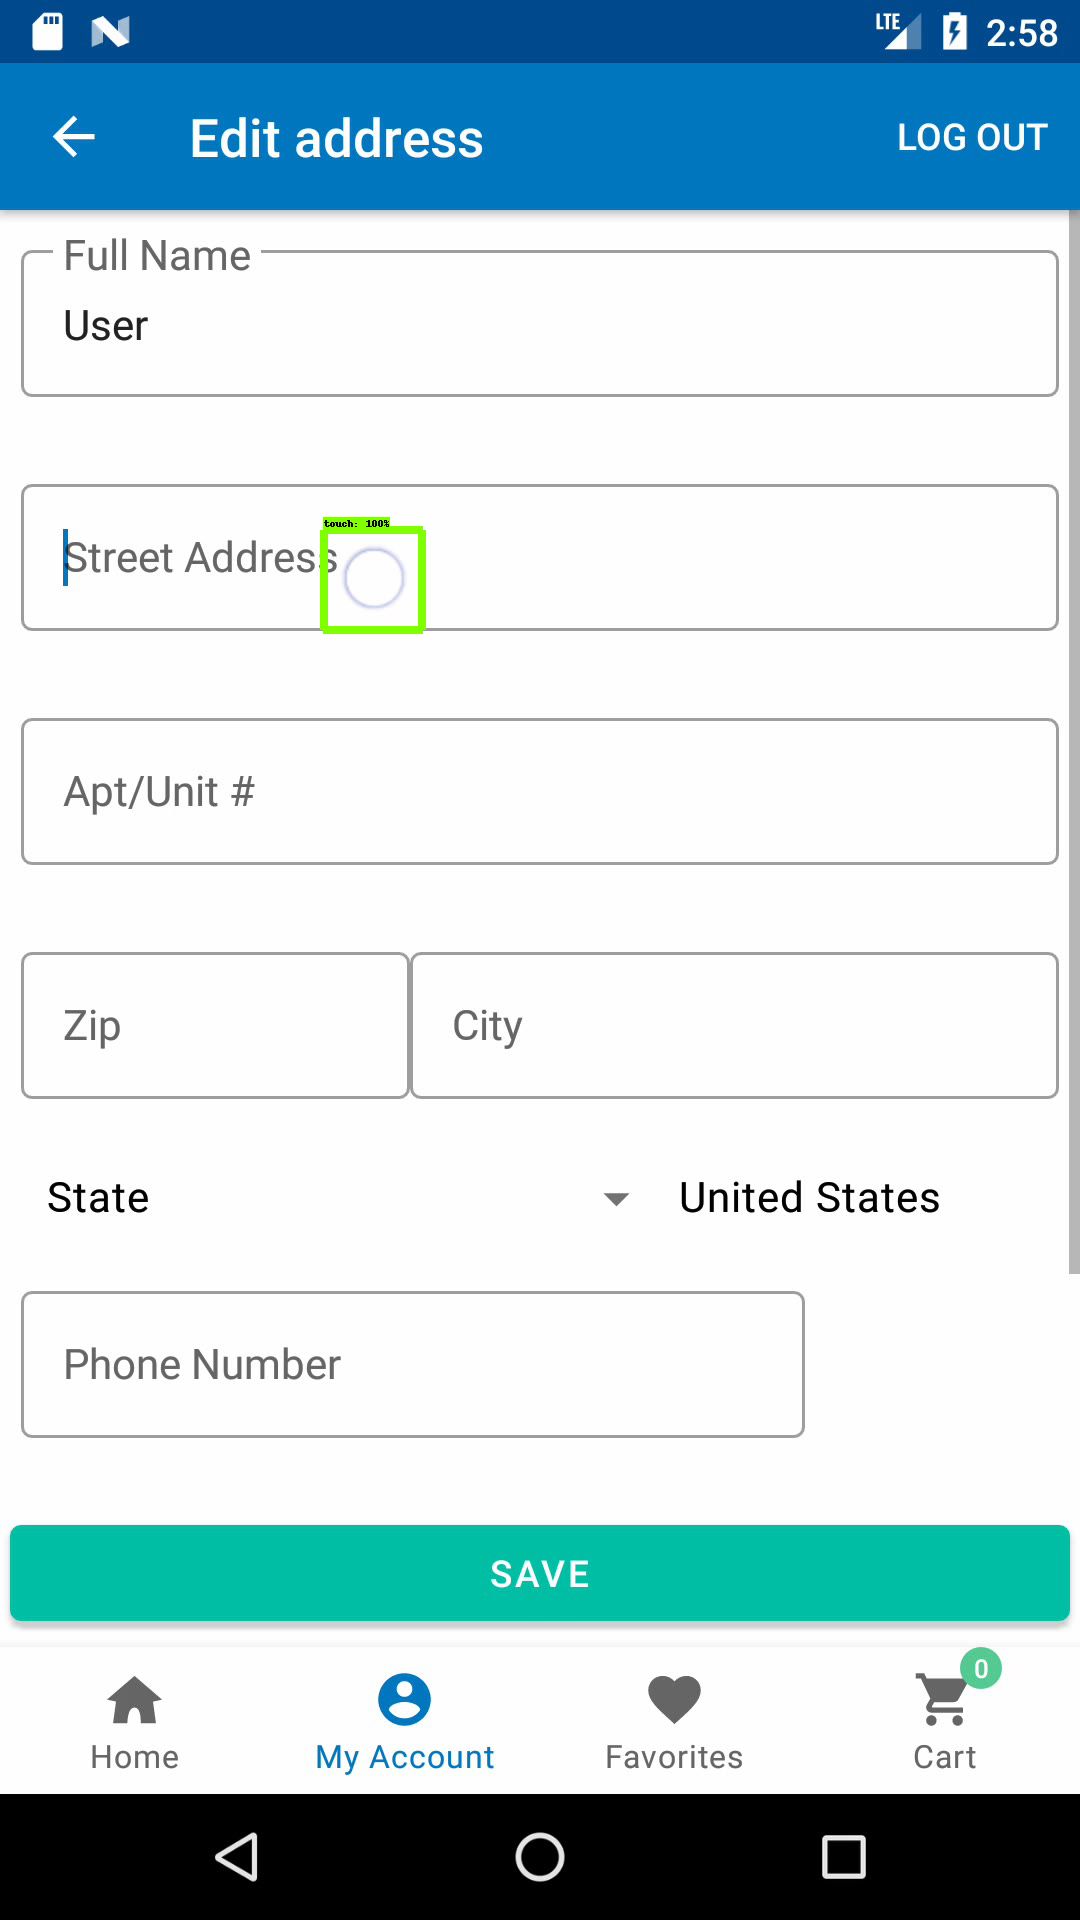 LTE 2:58
Edit address LOG OUT
Full Name
User
touch: 100%
Street Address
Apt/Unit #
Zip City
State United States
Phone Number
SAVE
0
Home My Account Favorites Cart